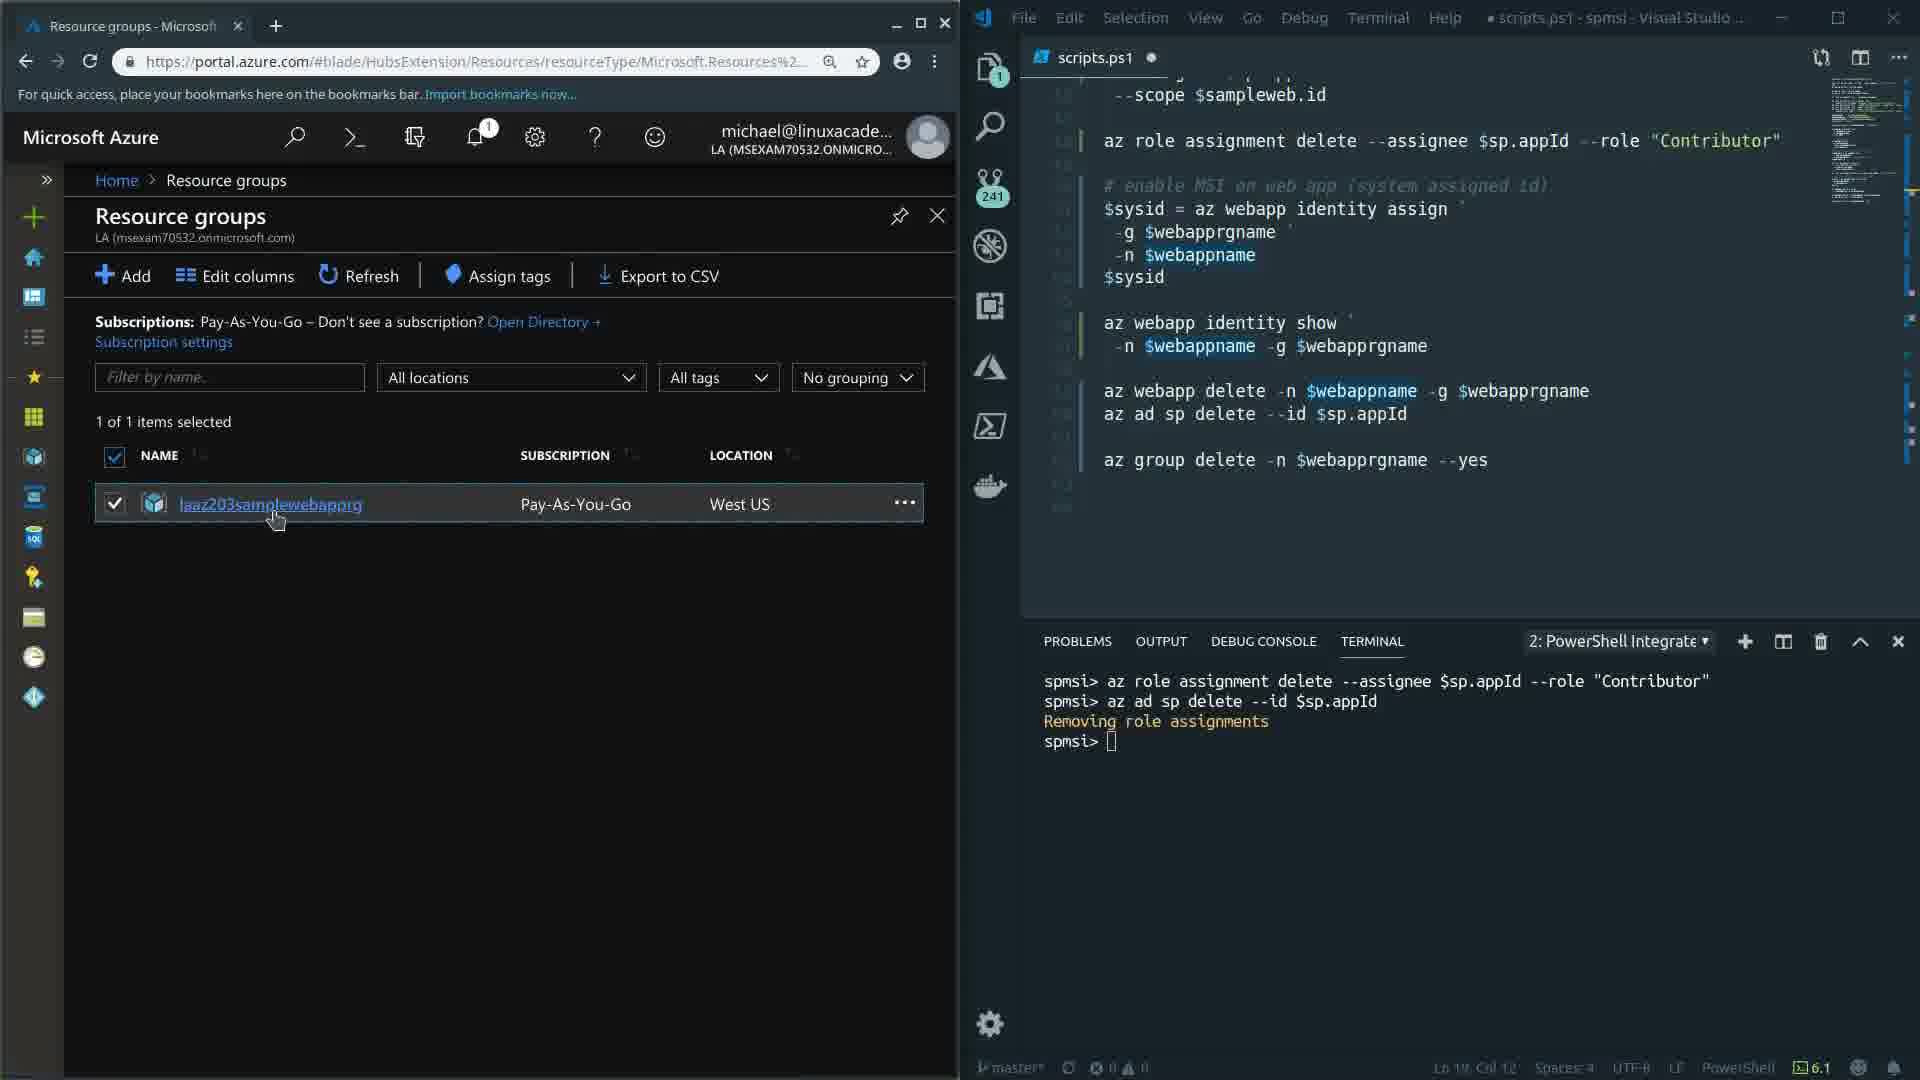 Resource groups - Microsoft
https://portal.azure.com/#blade/HubsExtension/Resources/resourceType/Microsoft.Resources%2...
For quick access, place your bookmarks here on the bookmarks bar. Import bookmarks now...
Microsoft Azure
1
michael@linuxacade...
LA (MSEXAM70532.ONMICRO...
Home > Resource groups
Resource groups
LA (msexam70532.onmicrosoft.com)
Add
Edit columns
Refresh
Assign tags
Export to CSV
Subscriptions: Pay-As-You-Go – Don't see a subscription? Open Directory
Subscription settings
Filter by name...
All locations
All tags
No grouping
1 of 1 items selected
NAME
SUBSCRIPTION
LOCATION
laaz203samplewebapprg
Pay-As-You-Go
West US
...
SQL
File Edit Selection View Go Debug Terminal Help
● scripts.ps1 - spmsi - Visual Studio ...
scripts.ps1
1
241
--scope $sampleweb.id
az role assignment delete --assignee $sp.appId --role "Contributor"
# enable MSI on web app (system assigned id)
$sysid = az webapp identity assign `
-g $webapprgname `
-n $webappname
$sysid
az webapp identity show `
-n $webappname -g $webapprgname
az webapp delete -n $webappname -g $webapprgname
az ad sp delete --id $sp.appId
az group delete -n $webapprgname --yes
PROBLEMS OUTPUT DEBUG CONSOLE TERMINAL
2: PowerShell Integrate
spmsi> az role assignment delete --assignee $sp.appId --role "Contributor"
spmsi> az ad sp delete --id $sp.appId
Removing role assignments
spmsi>
master*
0
0
Ln 19, Col 12
Spaces: 4
UTF-8
LF
PowerShell
6.1